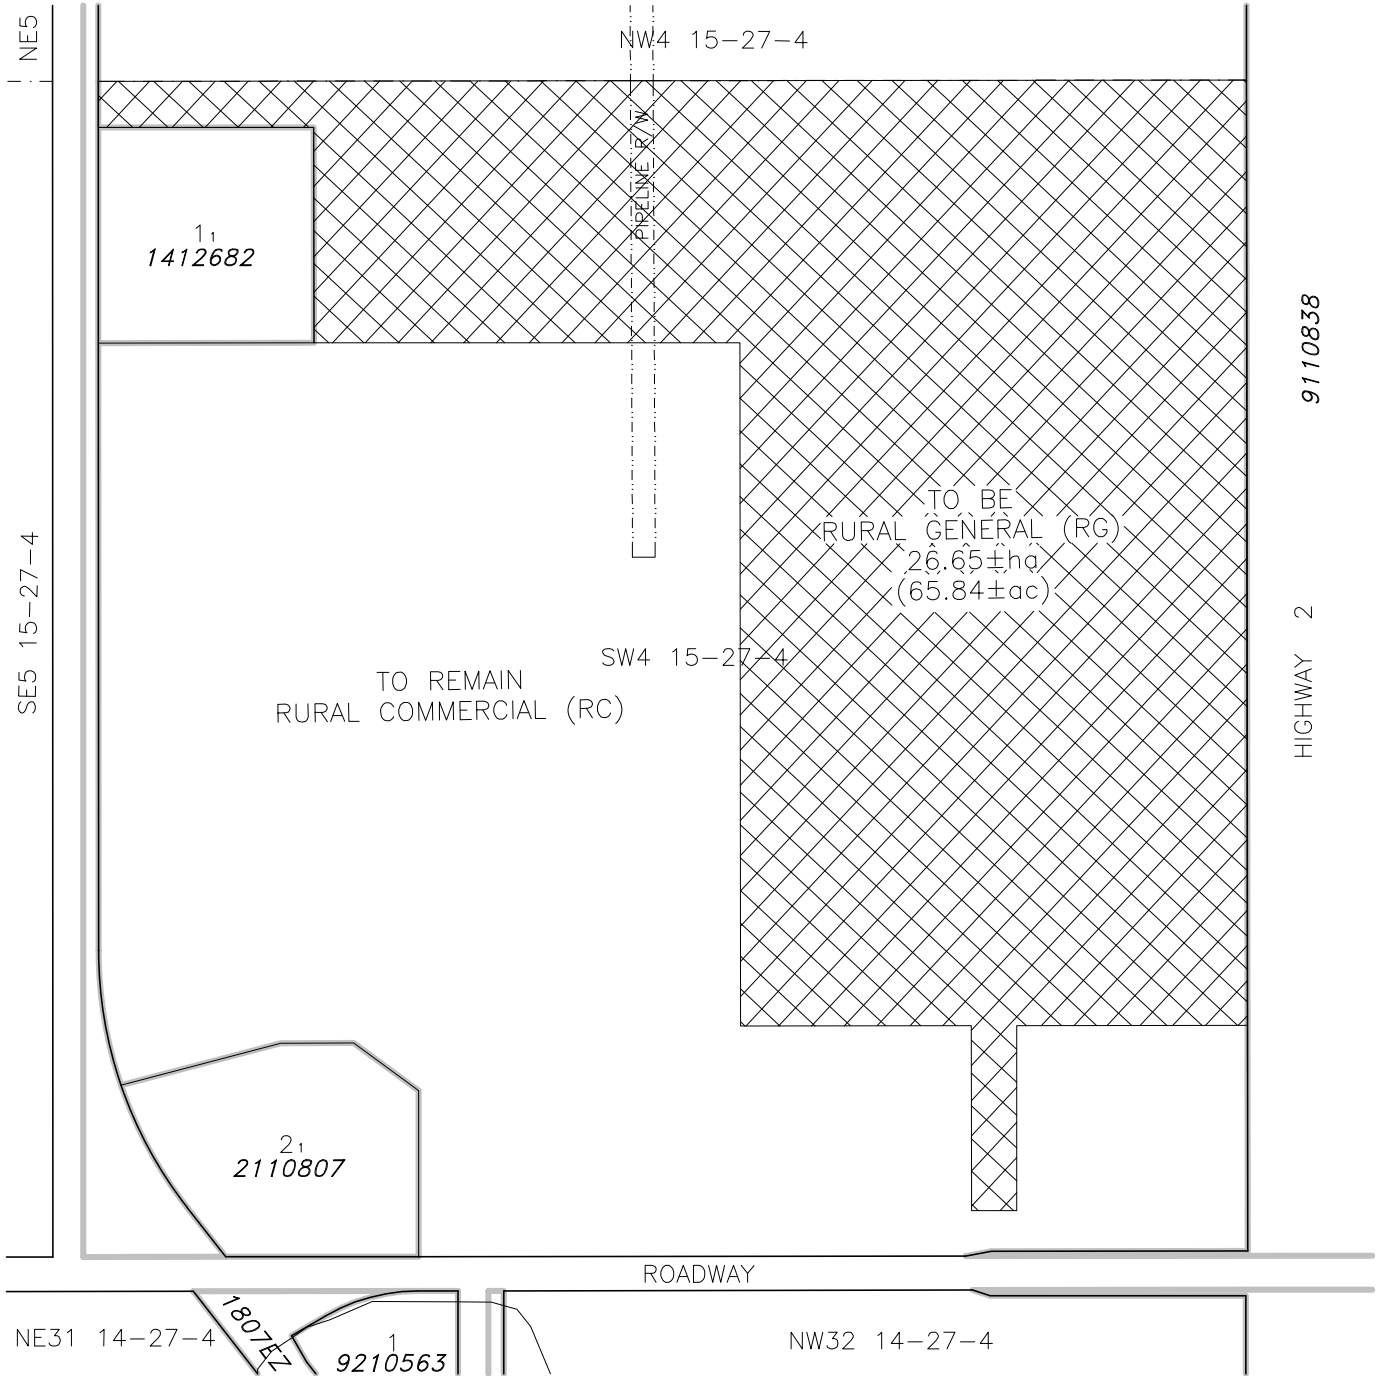 NE5
NW4 15-27-4
PIPELINE R/W
1₁
1412682
9110838
TO BE
RURAL GENERAL (RG)
26.65±ha
(65.84±ac)
SE5 15-27-4
HIGHWAY 2
SW4 15-27-4
TO REMAIN
RURAL COMMERCIAL (RC)
2₁
2110807
ROADWAY
NE31 14-27-4
1807EZ
1
9210563
NW32 14-27-4